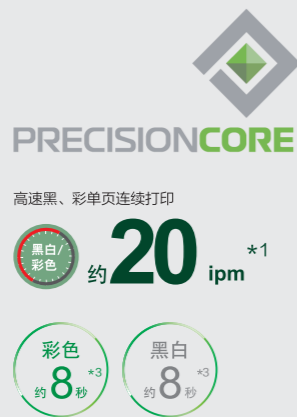 PRECISIONCORE
高速黑、彩单页连续打印
黑白/
彩色
约20 ipm *1
彩色 黑白
约8秒*3 约8秒*3